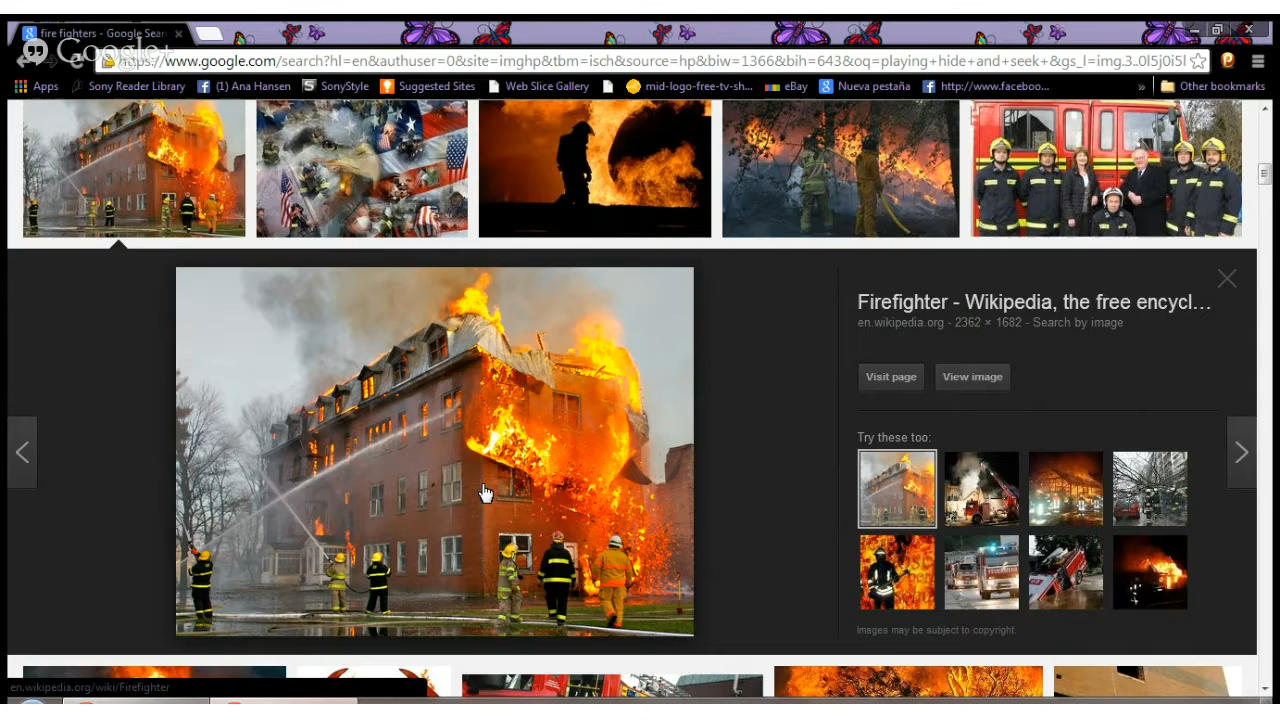 fire fighters - Google Sear
Google+
https://www.google.com/search?hl=en&authuser=0&site=imghp&tbm=isch&source=hp&biw=1366&bih=643&oq=playing+hide+and+seek+&gs_l=img.3..0l5j0i5l
Apps Sony Reader Library (1) Ana Hansen SonyStyle Suggested Sites Web Slice Gallery mid-logo-free-tv-sh... eBay Nueva pestaña http://www.faceboo... » Other bookmarks
Firefighter - Wikipedia, the free encycl...
en.wikipedia.org - 2362 × 1682 - Search by image
Visit page View image
Try these too:
Images may be subject to copyright.
en.wikipedia.org/wiki/Firefighter